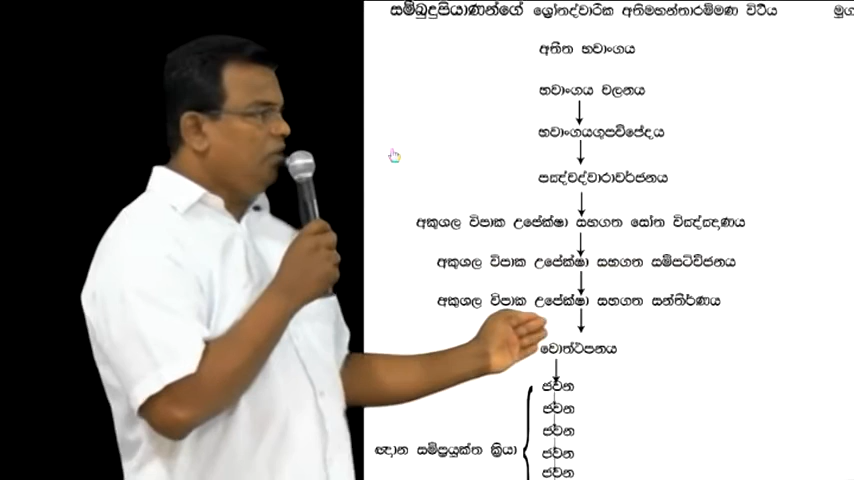 සම්බුදුපියාණන්ගේ ශ්‍රෝතද්වාරික අතිමහන්තාරම්මණ විථීය
අතීත භවාංගය
භවාංගය චලනය
භවාංගයගුපච්ඡේදය
පඤ්චද්වාරාවර්ජනය
අකුශල විපාක උපේක්ෂා සහගත සෝත විඤ්ඤාණය
අකුශල විපාක උපේක්ෂා සහගත සම්පටිච්ඡනය
අකුශල විපාක උපේක්ෂා සහගත සන්තීරණය
වොත්ථපනය
ජවන
ජවන
ජවන
ඥාන සම්ප්‍රයුක්ත ක්‍රියා
ජවන
ජවන